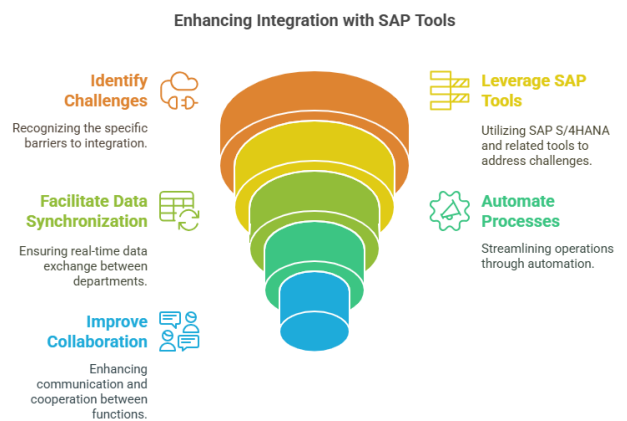 Enhancing Integration with SAP Tools
Identify
Challenges
Recognizing the specific
barriers to integration.
Leverage SAP
Tools
Utilizing SAP S/4HANA
and related tools to
address challenges.
Facilitate Data
Synchronization
Ensuring real-time data
exchange between
departments.
Automate
Processes
Streamlining operations
through automation.
Improve
Collaboration
Enhancing
communication and
cooperation between
functions.